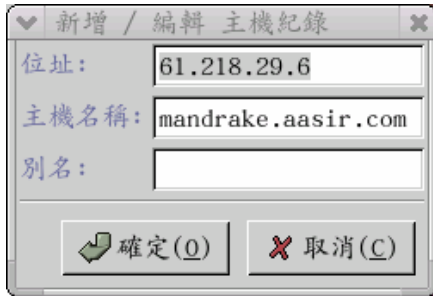 新增 / 編輯 主機紀錄
位址: 61.218.29.6
主機名稱: mandrake.aasir.com
別名:
確定(O) 取消(C)